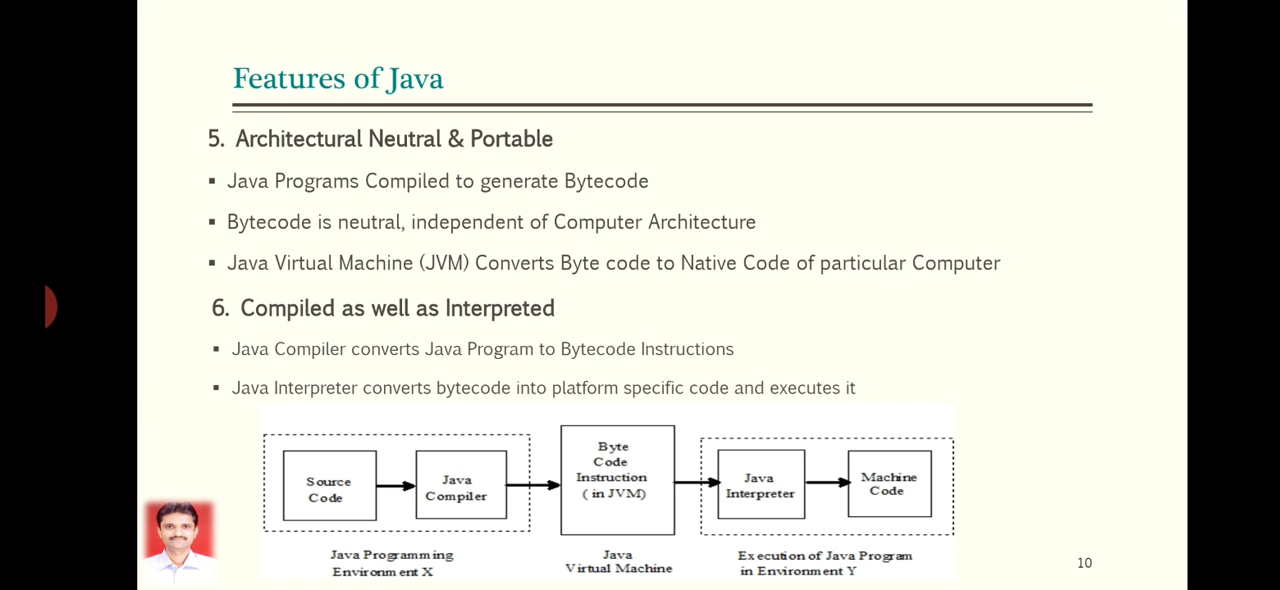 Features of Java
5. Architectural Neutral & Portable
▪ Java Programs Compiled to generate Bytecode
▪ Bytecode is neutral, independent of Computer Architecture
▪ Java Virtual Machine (JVM) Converts Byte code to Native Code of particular Computer
6. Compiled as well as Interpreted
▪ Java Compiler converts Java Program to Bytecode Instructions
▪ Java Interpreter converts bytecode into platform specific code and executes it
Source
Code
Java
Compiler
Byte
Code
Instruction
( in JVM)
Java
Interpreter
Machine
Code
Java Programming
Environment X
Java
Virtual Machine
Execution of Java Program
in Environment Y
10